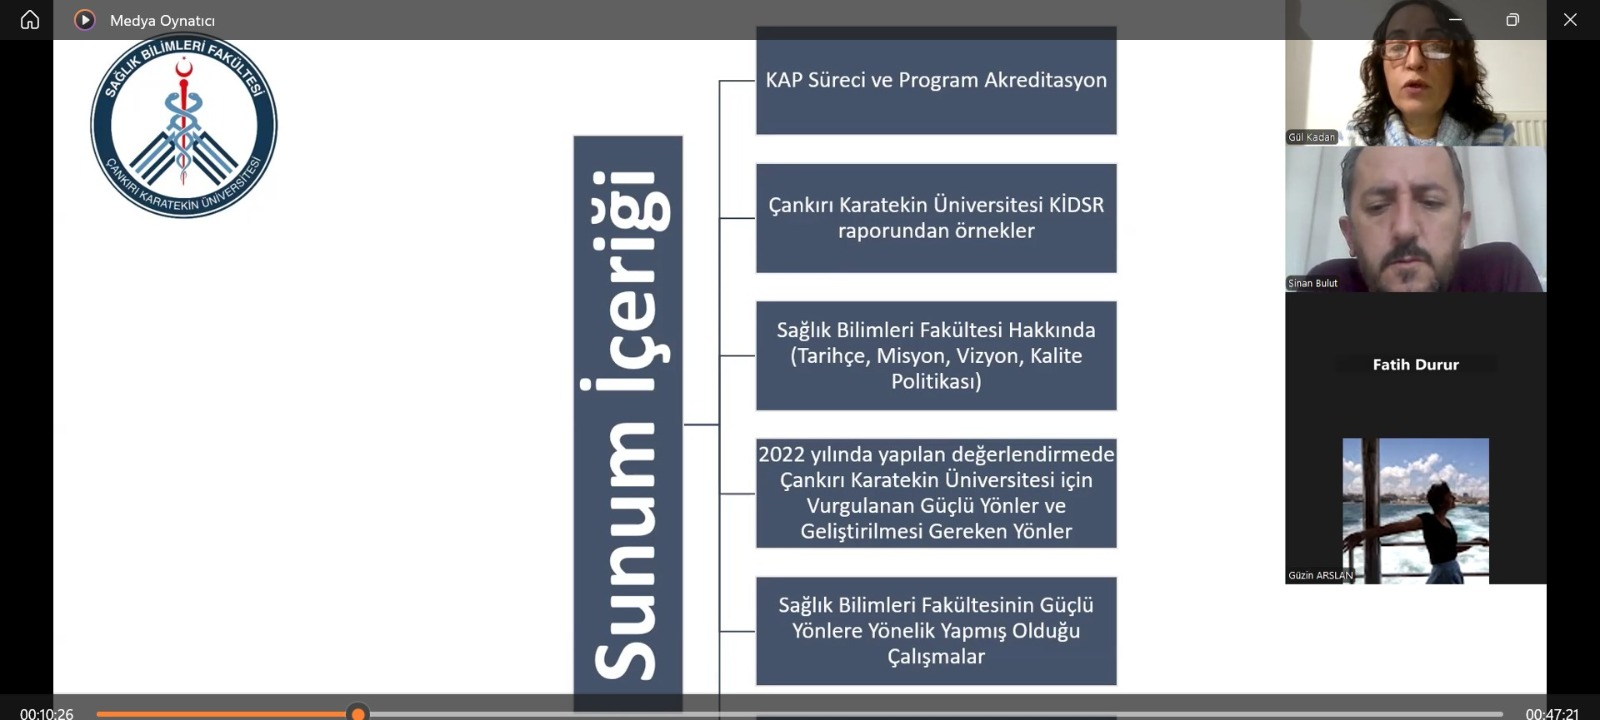 Medya Oynatıcı
SAĞLIK BİLİMLERİ FAKÜLTESİ
ÇANKIRI KARATEKİN ÜNİVERSİTESİ
Sunum İçeriği
KAP Süreci ve Program Akreditasyon
Çankırı Karatekin Üniversitesi KİDSR
raporundan örnekler
Sağlık Bilimleri Fakültesi Hakkında
(Tarihçe, Misyon, Vizyon, Kalite
Politikası)
2022 yılında yapılan değerlendirmede
Çankırı Karatekin Üniversitesi için
Vurgulanan Güçlü Yönler ve
Geliştirilmesi Gereken Yönler
Sağlık Bilimleri Fakültesinin Güçlü
Yönlere Yönelik Yapmış Olduğu
Çalışmalar
Gül Kadan
Sinan Bulut
Fatih Durur
Güzin ARSLAN
00:10:26
00:47:21